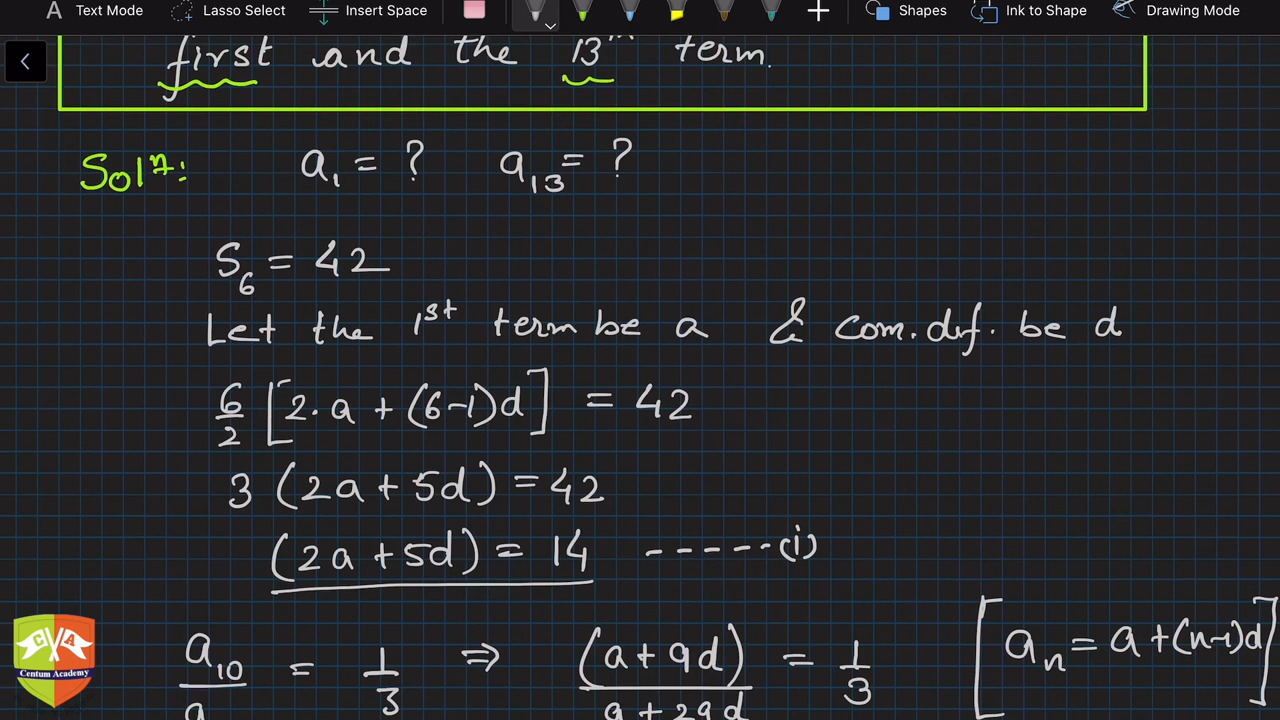 A Text Mode Lasso Select Insert Space Shapes Ink to Shape Drawing Mode
first and the 13th term.
Solⁿ: a₁ = ? a₁₃ = ?
S₆ = 42
Let the 1st term be a & com. dif. be d
6/2 [2·a + (6-1)d] = 42
3 (2a + 5d) = 42
(2a + 5d) = 14 ------(i)
a₁₀/a = 1/3 ⇒ (a + 9d)/a + 29d = 1/3 [aₙ = a + (n-1)d]
CA
Centum Academy